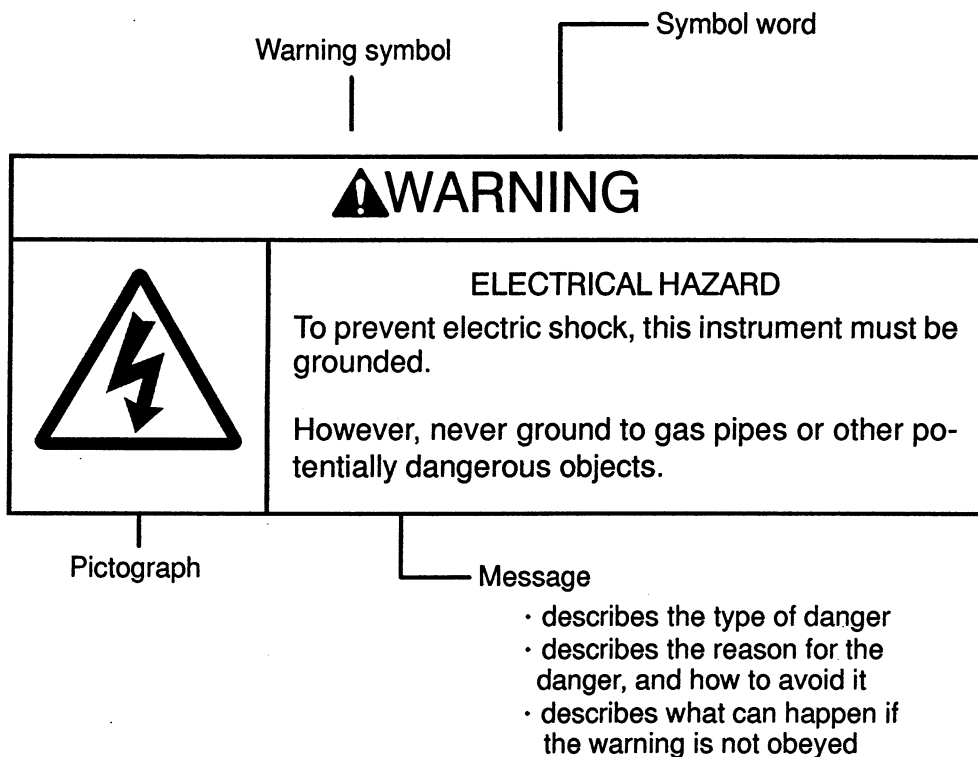 Symbol word
Warning symbol
WARNING
ELECTRICAL HAZARD
To prevent electric shock, this instrument must be
grounded.
However, never ground to gas pipes or other po-
tentially dangerous objects.
Pictograph
Message
· describes the type of danger
· describes the reason for the
danger, and how to avoid it
· describes what can happen if
the warning is not obeyed